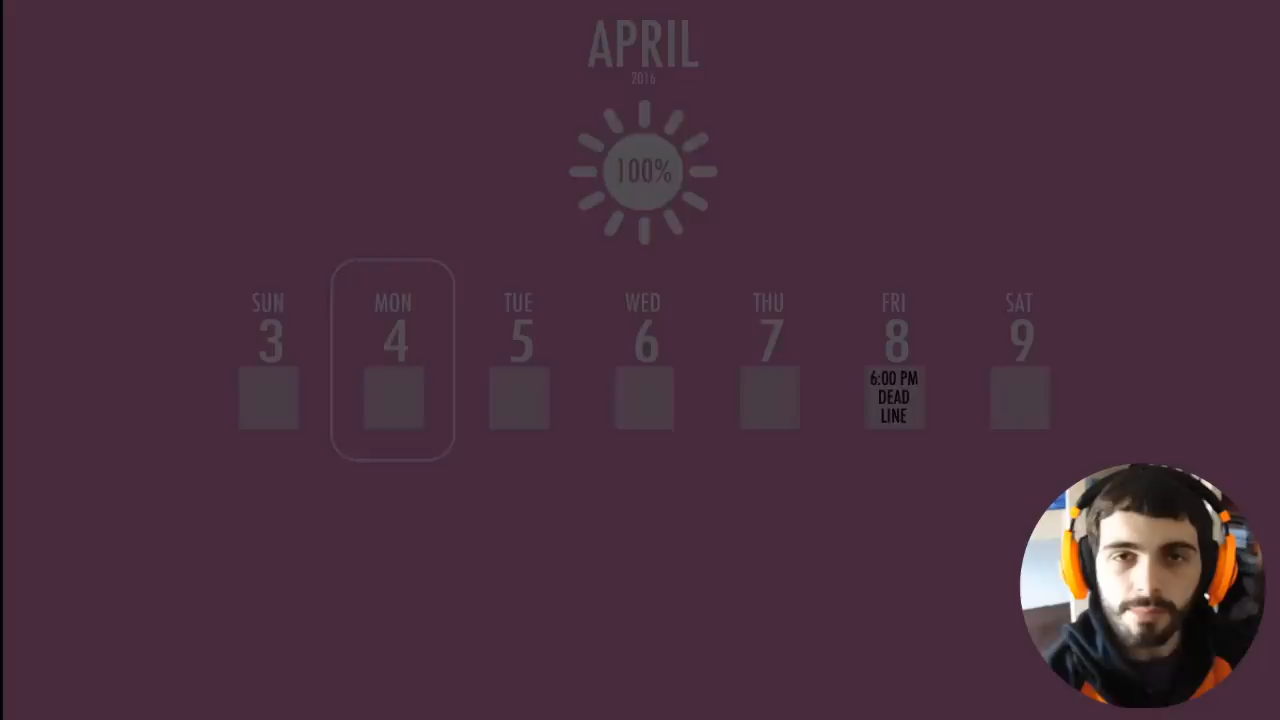 APRIL
2016
100%
SUN MON TUE WED THU FRI SAT
3 4 5 6 7 8 9
6:00 PM
DEAD
LINE